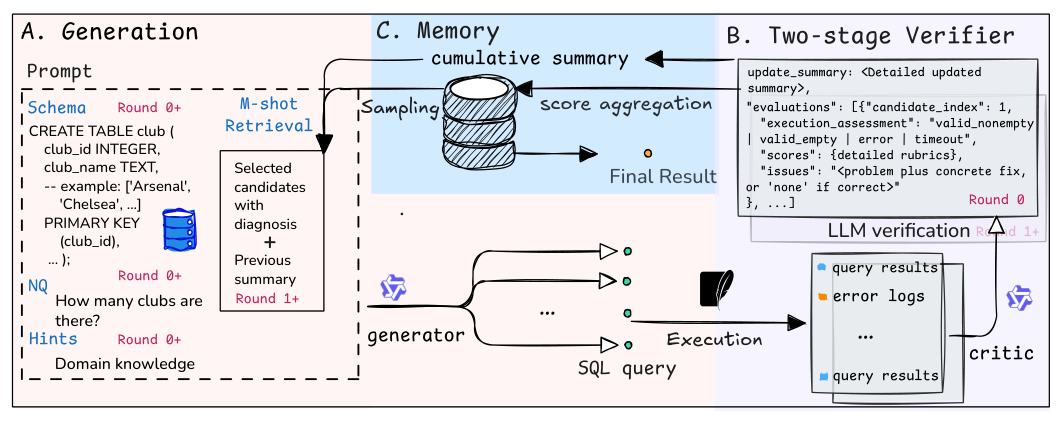 A. Generation
Prompt
Schema Round 0+
CREATE TABLE club (
club_id INTEGER,
club_name TEXT,
-- example: ['Arsenal',
'Chelsea', ...]
PRIMARY KEY
(club_id),
... );
Round 0+
NQ
How many clubs are
there?
Hints Round 0+
Domain knowledge
M-shot
Retrieval
Selected
candidates
with
diagnosis
+
Previous
summary
Round 1+
C. Memory
cumulative summary
Sampling
score aggregation
Final Result
generator
...
SQL query
Execution
B. Two-stage Verifier
update_summary: <Detailed updated
summary>,
"evaluations": [{"candidate_index": 1,
"execution_assessment": "valid_nonempty
| valid_empty | error | timeout",
"scores": {detailed rubrics},
"issues": "<problem plus concrete fix,
or 'none' if correct>"
}, ...]
Round 0
LLM verification
Round 1+
query results
error logs
...
query results
critic